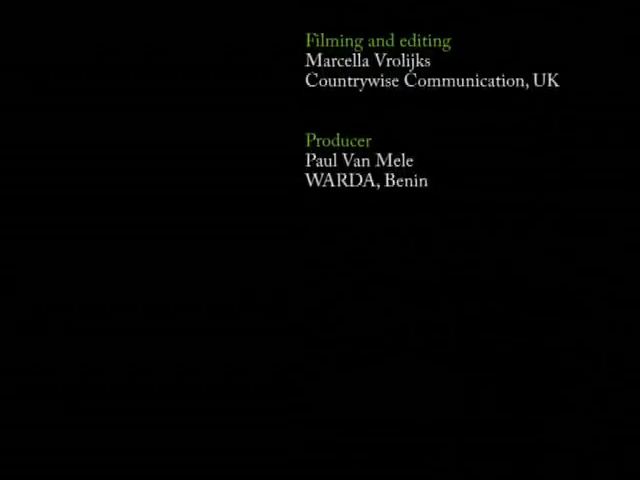 Filming and editing
Marcella Vrolijks
Countrywise Communication, UK
Producer
Paul Van Mele
WARDA, Benin